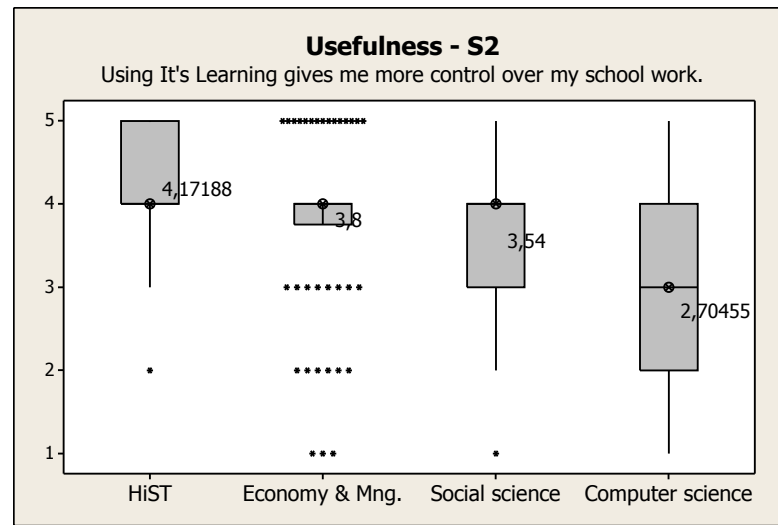 Usefulness - S2
Using It's Learning gives me more control over my school work.
5
4
3
2
1
4,17188
3,8
3,54
2,70455
HiST
Economy & Mng.
Social science
Computer science